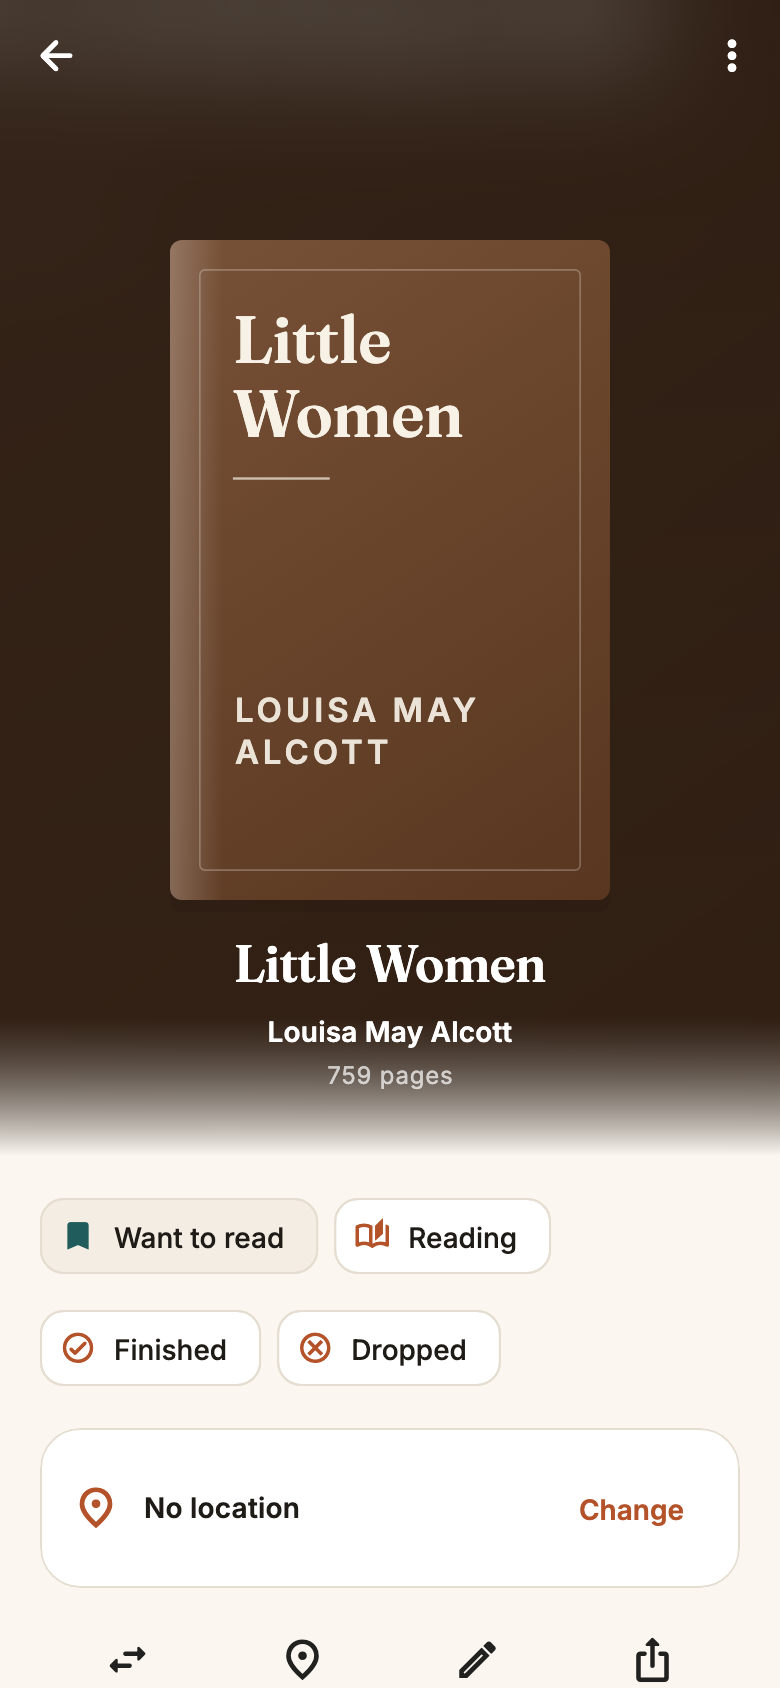 Little
Women
LOUISA MAY
ALCOTT
Little Women
Louisa May Alcott
759 pages
Want to read
Reading
Finished
Dropped
No location
Change